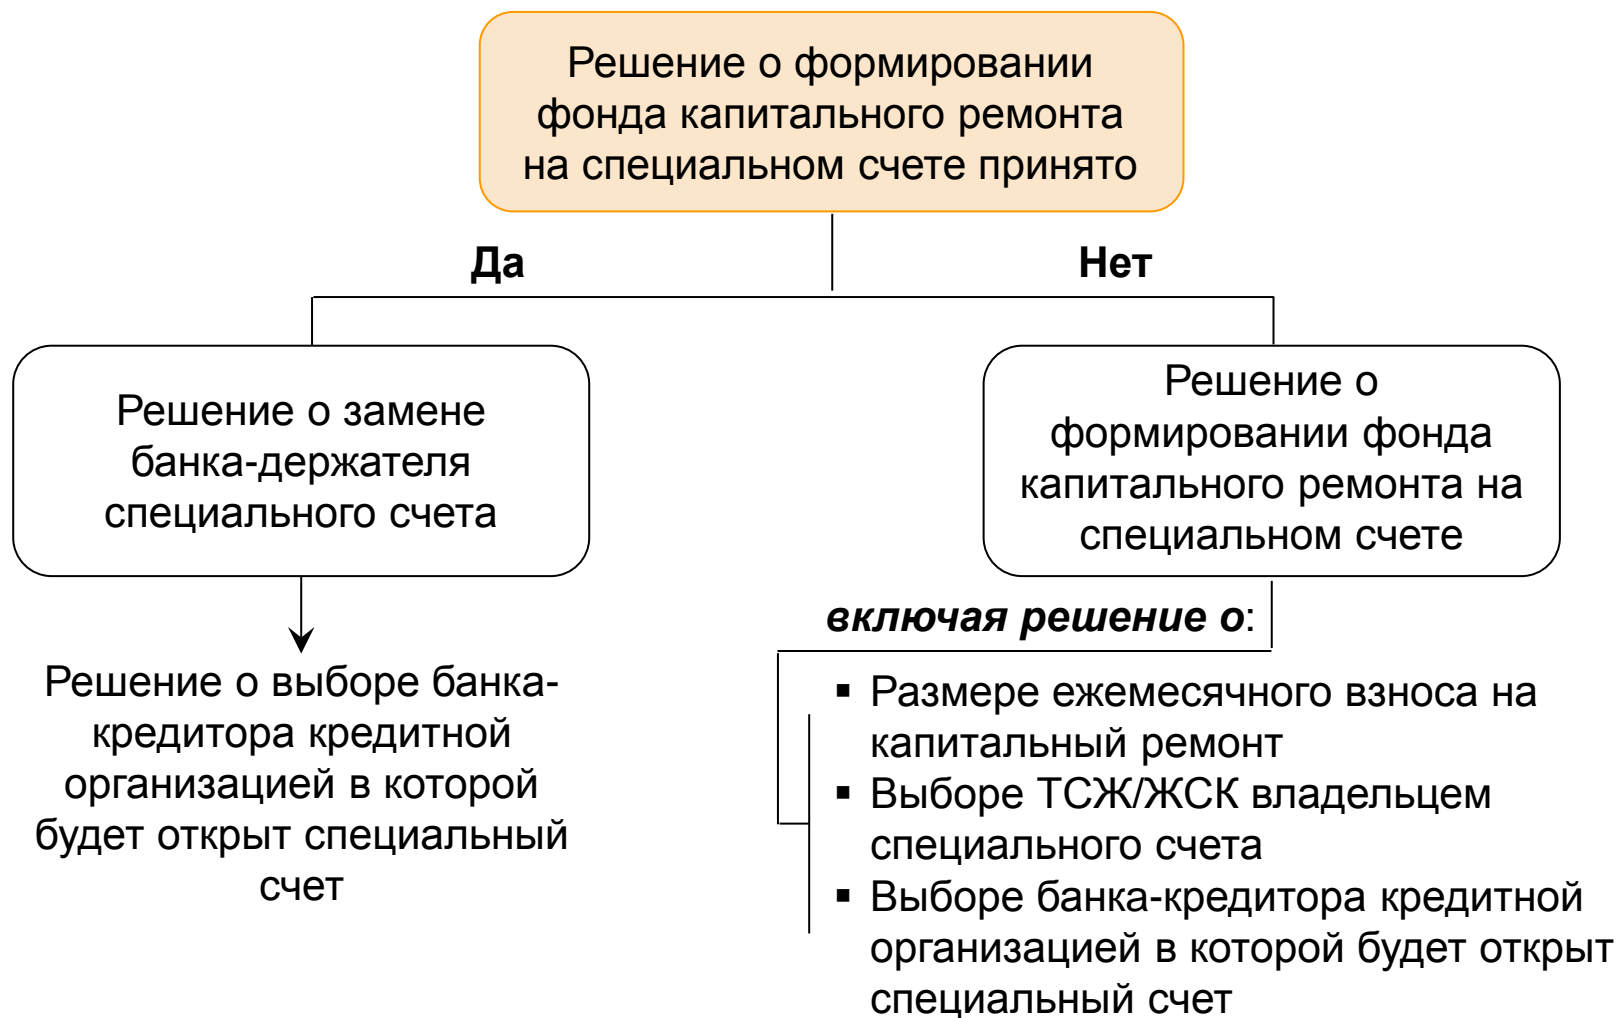 Решение о формировании
фонда капитального ремонта
на специальном счете принято
Да
Нет
Решение о замене
банка-держателя
специального счета
Решение о
формировании фонда
капитального ремонта на
специальном счете
включая решение о:
Решение о выборе банка-
кредитора кредитной
организацией в которой
будет открыт специальный
счет
▪ Размере ежемесячного взноса на
капитальный ремонт
▪ Выборе ТСЖ/ЖСК владельцем
специального счета
▪ Выборе банка-кредитора кредитной
организацией в которой будет открыт
специальный счет